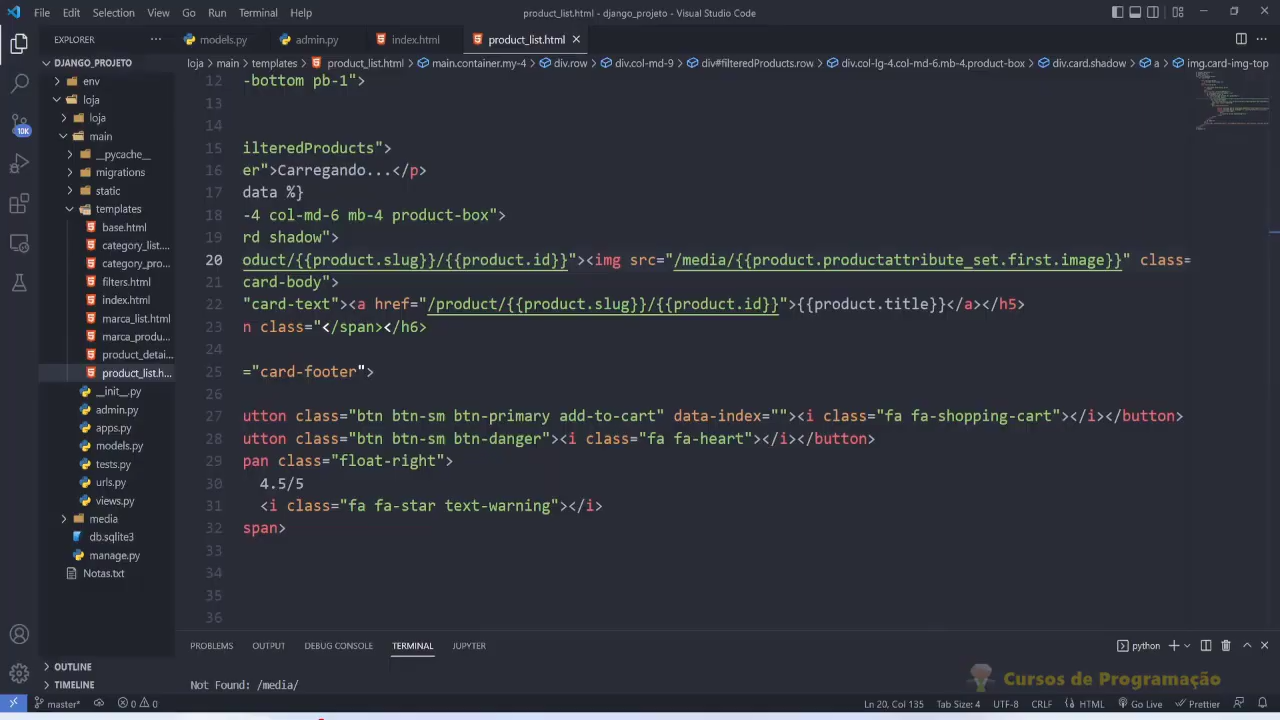 File Edit Selection View Go Run Terminal Help
product_list.html - django_projeto - Visual Studio Code
EXPLORER ...
models.py admin.py index.html product_list.html
DJANGO_PROJETO
loja > main > templates > product_list.html > main.container.my-4 > div.row > div.col-md-9 > div#filteredProducts.row > div.col-lg-4.col-md-6.mb-4.product-box > div.card.shadow > a > img.card-img-top
env
loja
loja
main
__pycache__
migrations
static
templates
base.html
category_list....
category_pro...
filters.html
index.html
marca_list.html
marca_produ...
product_detai...
product_list.h...
__init__.py
admin.py
apps.py
models.py
tests.py
urls.py
views.py
media
db.sqlite3
manage.py
Notas.txt
OUTLINE
TIMELINE
10K
12 -bottom pb-1">
13
14
15 ilteredProducts">
16 er">Carregando...</p>
17 data %}
18 -4 col-md-6 mb-4 product-box">
19 rd shadow">
20 oduct/{{product.slug}}/{{product.id}}"><img src="/media/{{product.productattribute_set.first.image}}" class=
21 card-body">
22 "card-text"><a href="/product/{{product.slug}}/{{product.id}}">{{product.title}}</a></h5>
23 n class="</span></h6>
24
25 ="card-footer">
26
27 utton class="btn btn-sm btn-primary add-to-cart" data-index=""><i class="fa fa-shopping-cart"></i></button>
28 utton class="btn btn-sm btn-danger"><i class="fa fa-heart"></i></button>
29 pan class="float-right">
30 4.5/5
31 <i class="fa fa-star text-warning"></i>
32 span>
33
34
35
36
PROBLEMS OUTPUT DEBUG CONSOLE TERMINAL JUPYTER
python
Not Found: /media/
Cursos de Programação
master* 0 0 Ln 20, Col 135 Tab Size: 4 UTF-8 CRLF HTML Go Live Prettier